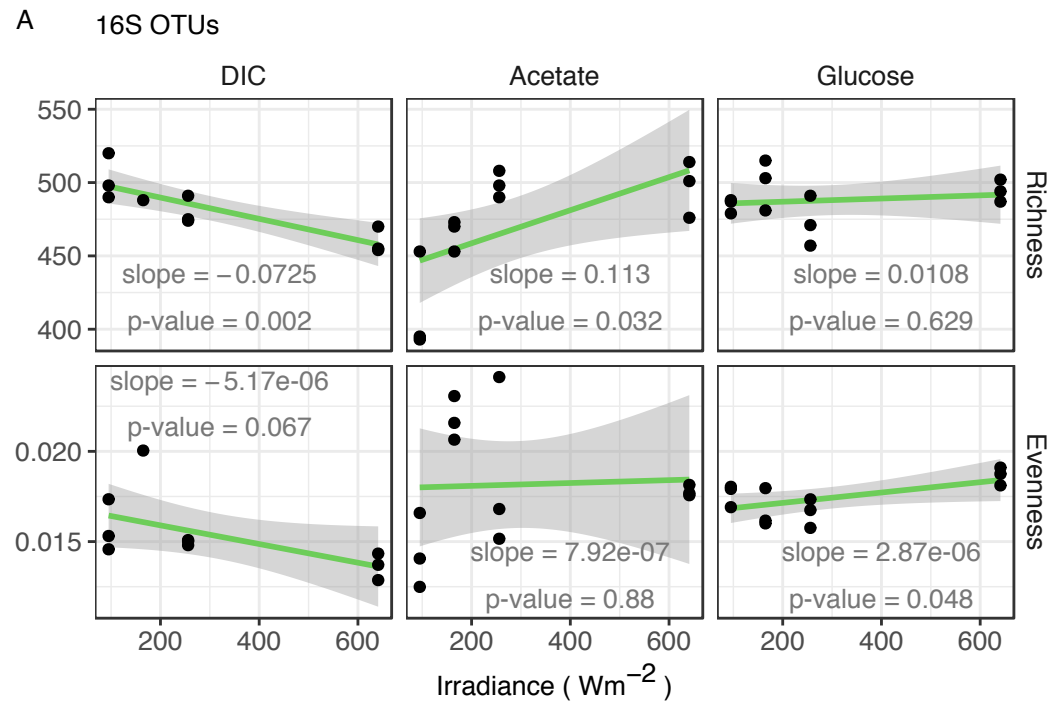 A 16S OTUs
DIC Acetate Glucose
550
500
450
400
slope = −0.0725
p-value = 0.002
slope = 0.113
p-value = 0.032
slope = 0.0108
p-value = 0.629
Richness
0.020
0.015
slope = −5.17e-06
p-value = 0.067
slope = 7.92e-07
p-value = 0.88
slope = 2.87e-06
p-value = 0.048
Evenness
200 400 600 200 400 600 200 400 600
Irradiance ( Wm⁻² )